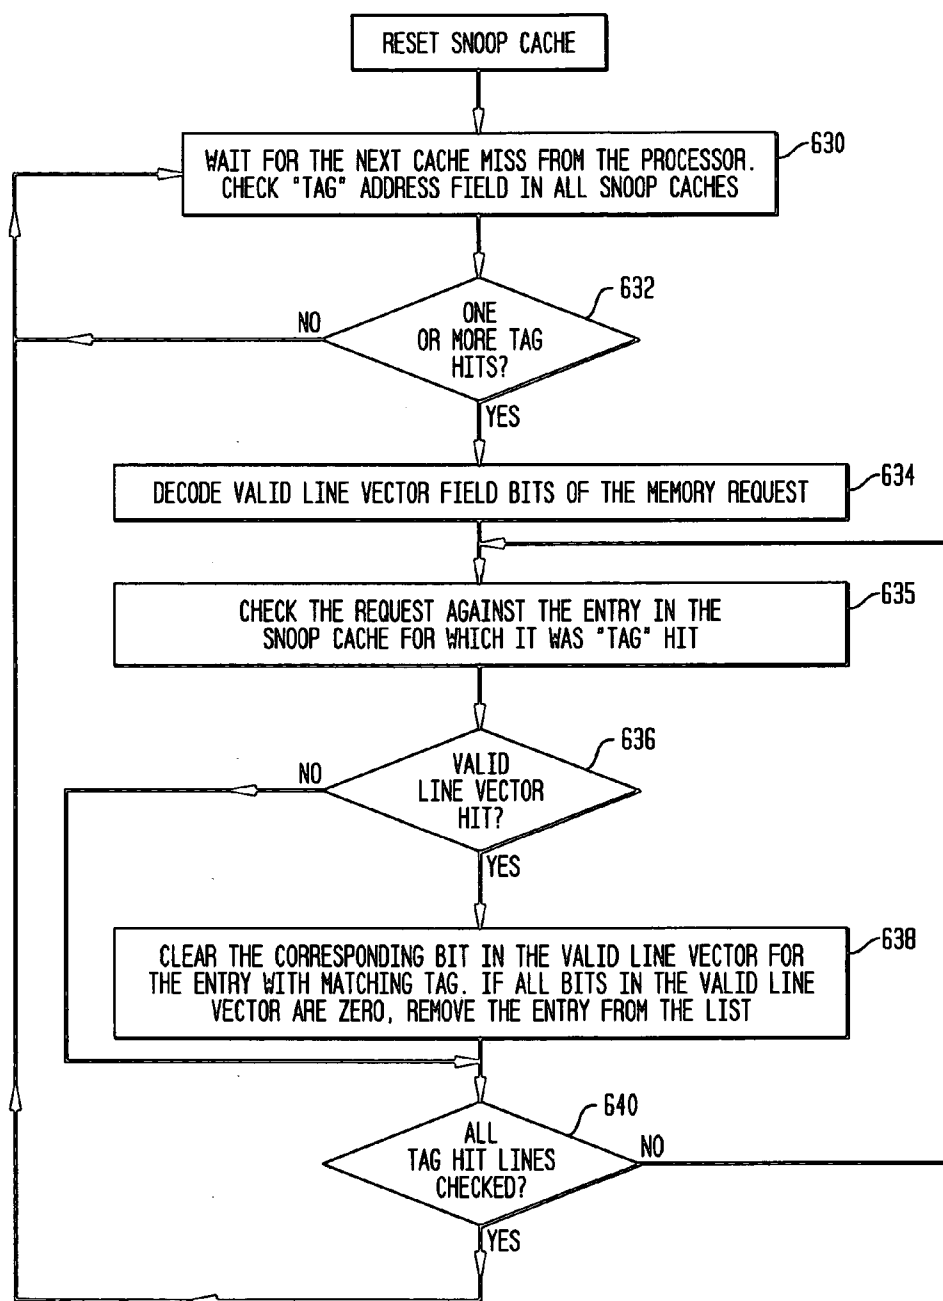 RESET SNOOP CACHE
630
WAIT FOR THE NEXT CACHE MISS FROM THE PROCESSOR.
CHECK "TAG" ADDRESS FIELD IN ALL SNOOP CACHES
632
NO
ONE
OR MORE TAG
HITS?
YES
634
DECODE VALID LINE VECTOR FIELD BITS OF THE MEMORY REQUEST
635
CHECK THE REQUEST AGAINST THE ENTRY IN THE
SNOOP CACHE FOR WHICH IT WAS "TAG" HIT
636
NO
VALID
LINE VECTOR
HIT?
YES
638
CLEAR THE CORRESPONDING BIT IN THE VALID LINE VECTOR FOR
THE ENTRY WITH MATCHING TAG. IF ALL BITS IN THE VALID LINE
VECTOR ARE ZERO, REMOVE THE ENTRY FROM THE LIST
640
ALL
TAG HIT LINES
CHECKED?
NO
YES